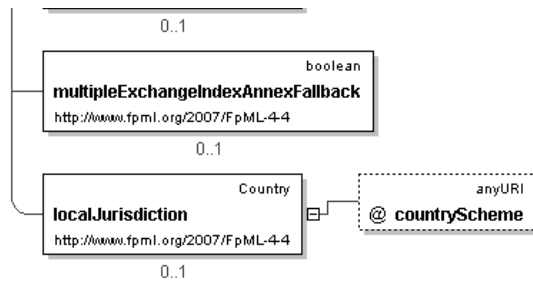 0..1
boolean
multipleExchangeIndexAnnexFallback
http://www.fpml.org/2007/FpML-4-4
0..1
Country
localJurisdiction
http://www.fpml.org/2007/FpML-4-4
anyURI
@ countryScheme
0..1